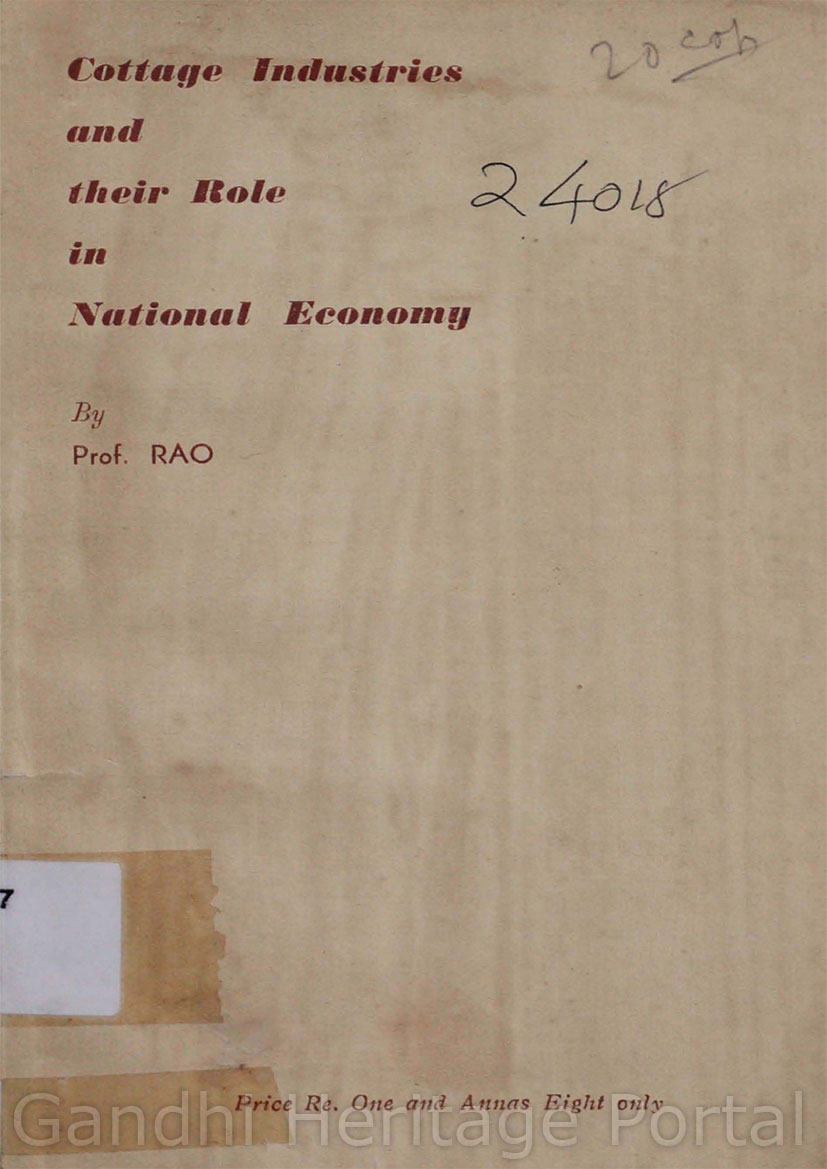 20 cop
Cottage Industries
and
their Role
24018
in
National Economy
By
Prof. RAO
7
Price Re. One and Annas Eight only
Gandhi Heritage Portal